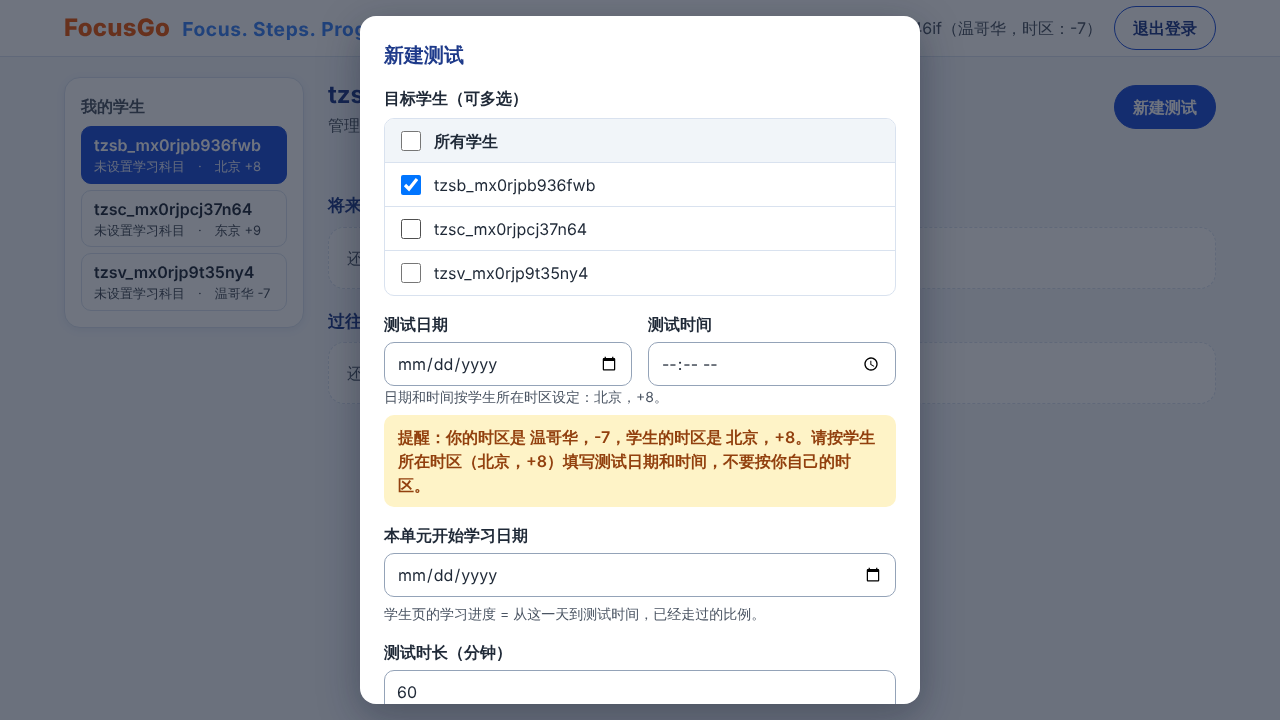 FocusGo Focus. Steps. Prog
6if（温哥华，时区：-7） 退出登录
我的学生
tzsb_mx0rjpb936fwb
未设置学习科目 · 北京 +8
tzsc_mx0rjpcj37n64
未设置学习科目 · 东京 +9
tzsv_mx0rjp9t35ny4
未设置学习科目 · 温哥华 -7
tzs
管理
新建测试
将来
还
过往
还
新建测试
目标学生（可多选）
所有学生
tzsb_mx0rjpb936fwb
tzsc_mx0rjpcj37n64
tzsv_mx0rjp9t35ny4
测试日期 测试时间
mm/dd/yyyy --:-- --
日期和时间按学生所在时区设定：北京，+8。
提醒：你的时区是 温哥华，-7，学生的时区是 北京，+8。请按学生
所在时区（北京，+8）填写测试日期和时间，不要按你自己的时
区。
本单元开始学习日期
mm/dd/yyyy
学生页的学习进度 = 从这一天到测试时间，已经走过的比例。
测试时长（分钟）
60